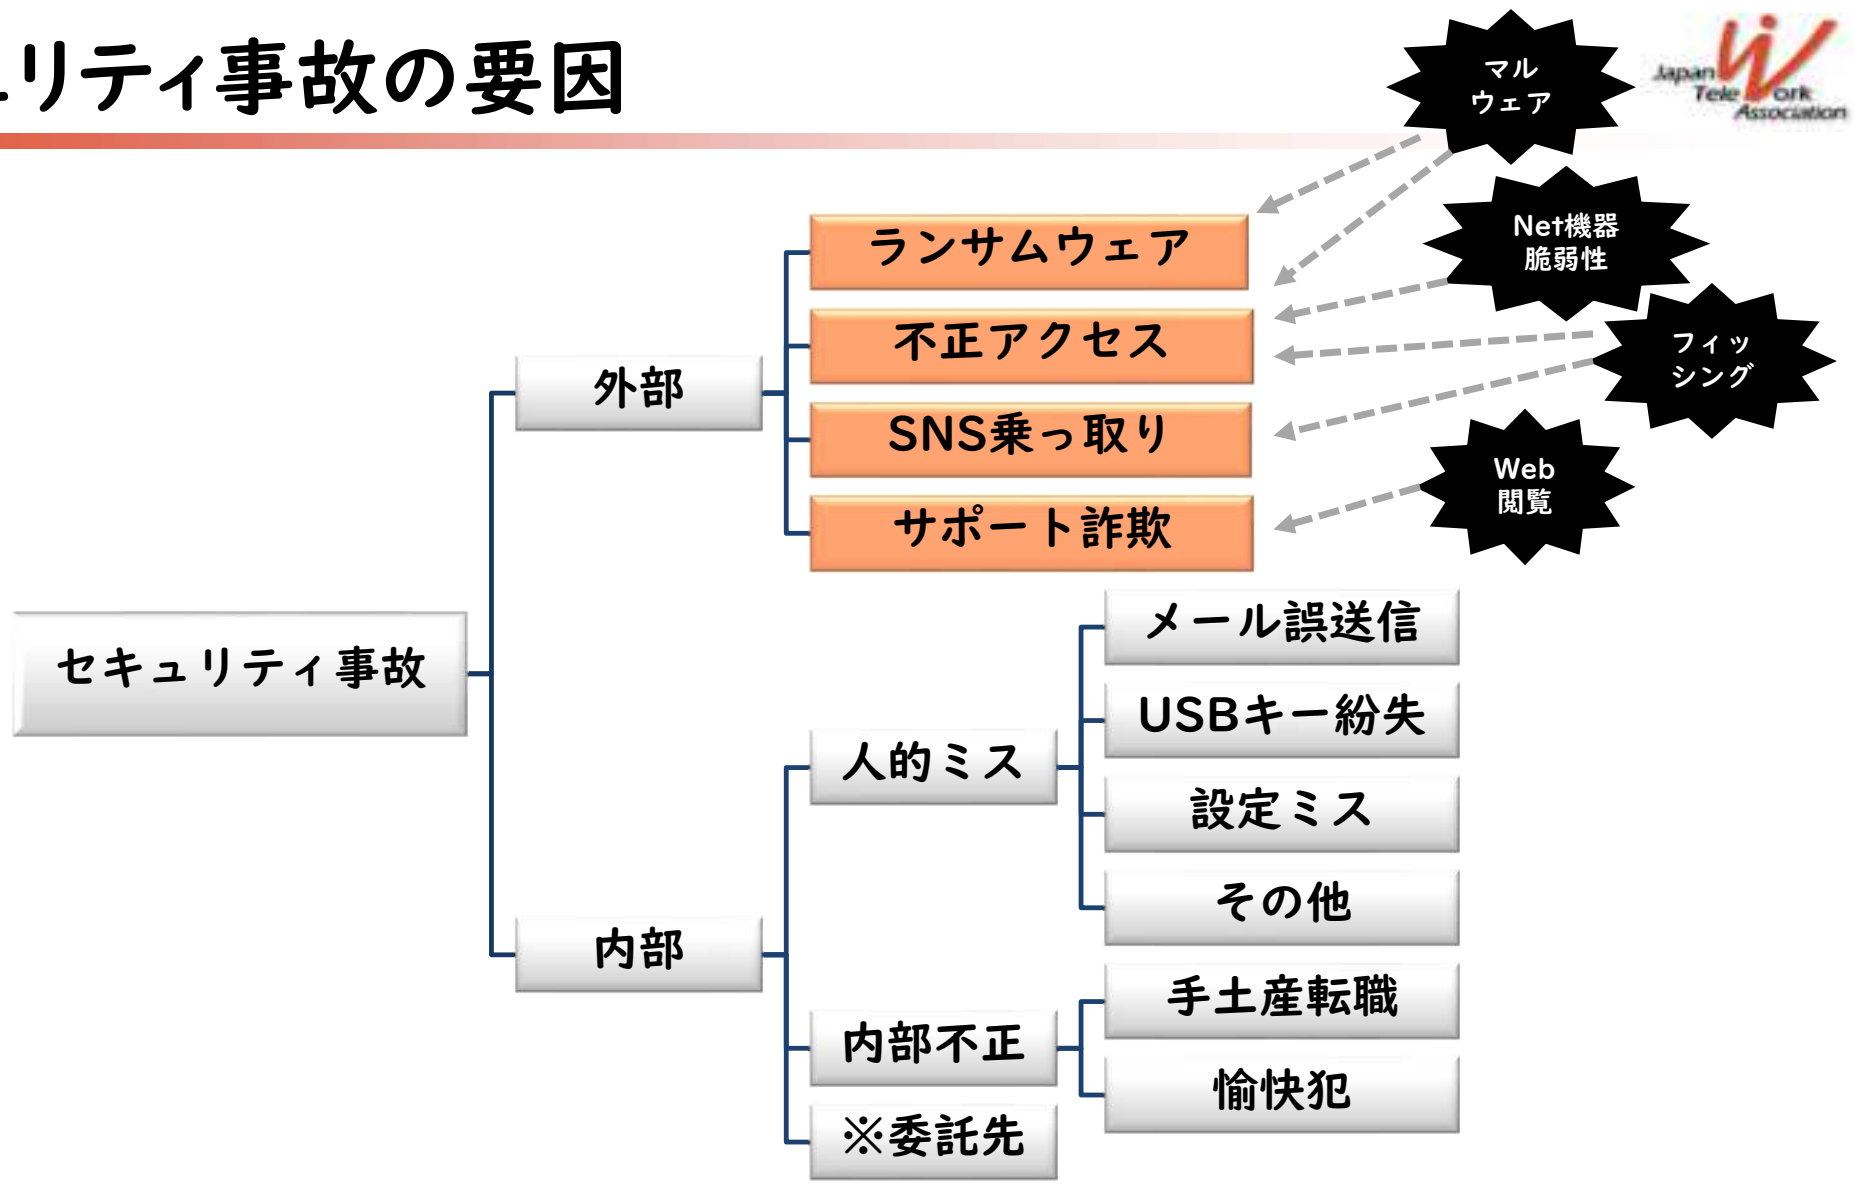 ュリティ事故の要因
マル
ウェア
Japan
Tele Work
Association
Net機器
脆弱性
フィッ
シング
Web
閲覧
ランサムウェア
不正アクセス
SNS乗っ取り
サポート詐欺
外部
セキュリティ事故
メール誤送信
USBキー紛失
設定ミス
その他
人的ミス
内部
手土産転職
愉快犯
内部不正
※委託先